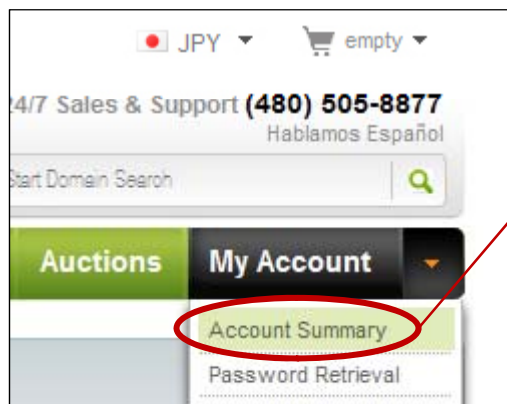 JPY empty
24/7 Sales & Support (480) 505-8877
Hablamos Español
Start Domain Search
Auctions My Account
Account Summary
Password Retrieval